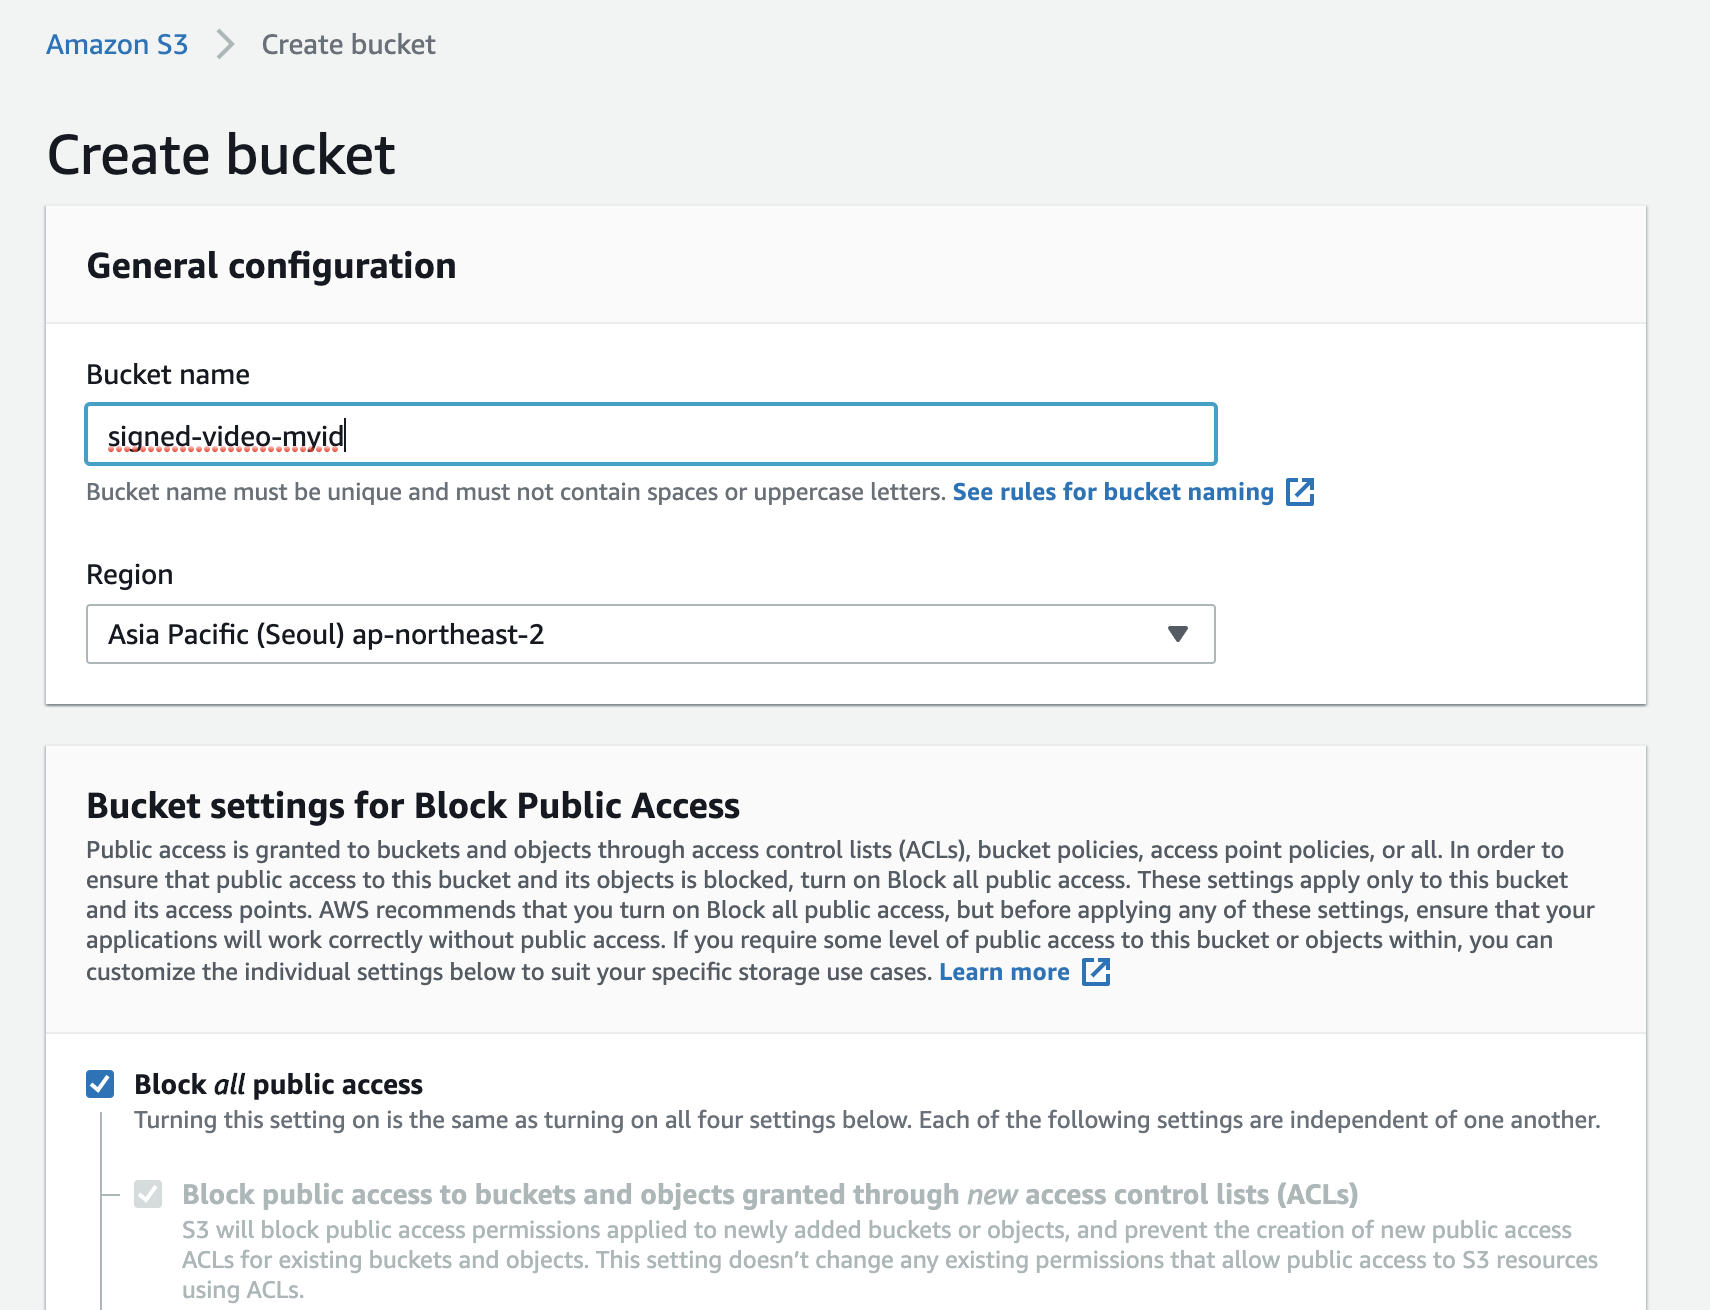 Amazon S3 > Create bucket
Create bucket
General configuration
Bucket name
signed-video-myid
Bucket name must be unique and must not contain spaces or uppercase letters. See rules for bucket naming
Region
Asia Pacific (Seoul) ap-northeast-2
Bucket settings for Block Public Access
Public access is granted to buckets and objects through access control lists (ACLs), bucket policies, access point policies, or all. In order to
ensure that public access to this bucket and its objects is blocked, turn on Block all public access. These settings apply only to this bucket
and its access points. AWS recommends that you turn on Block all public access, but before applying any of these settings, ensure that your
applications will work correctly without public access. If you require some level of public access to this bucket or objects within, you can
customize the individual settings below to suit your specific storage use cases. Learn more
Block all public access
Turning this setting on is the same as turning on all four settings below. Each of the following settings are independent of one another.
Block public access to buckets and objects granted through new access control lists (ACLs)
S3 will block public access permissions applied to newly added buckets or objects, and prevent the creation of new public access
ACLs for existing buckets and objects. This setting doesn’t change any existing permissions that allow public access to S3 resources
using ACLs.